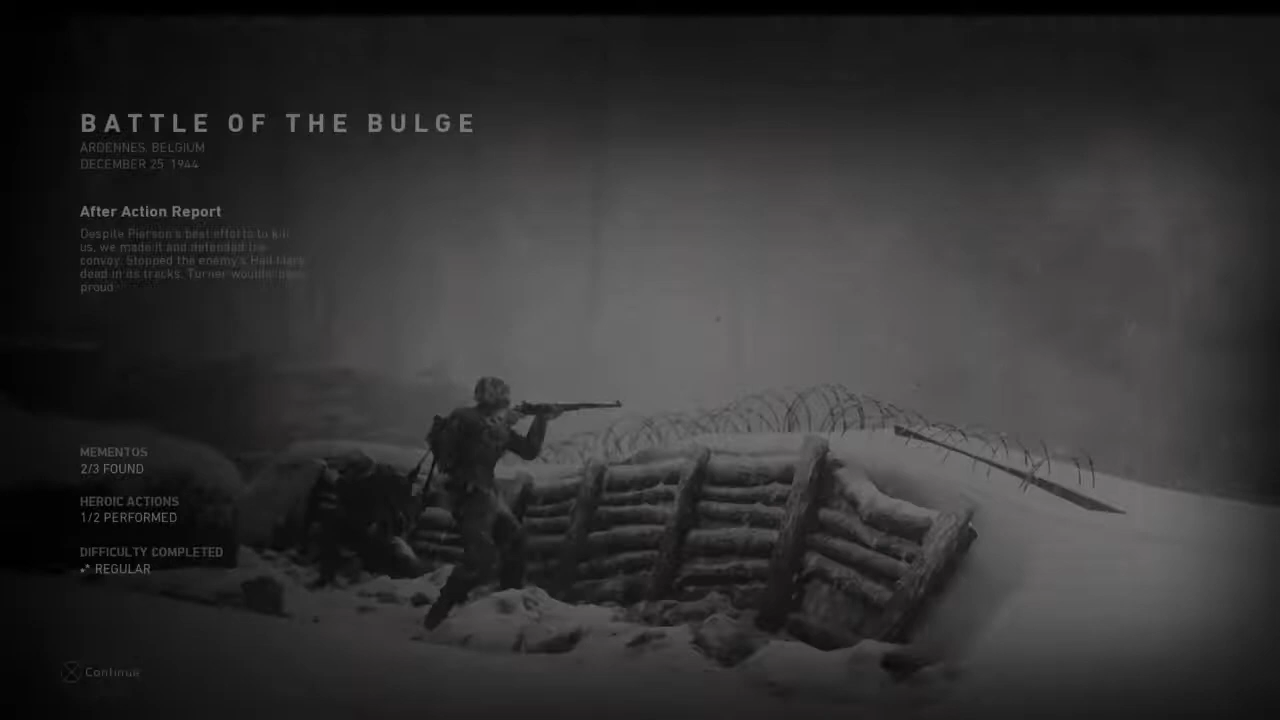 BATTLE OF THE BULGE
ARDENNES, BELGIUM
DECEMBER 25, 1944
After Action Report
Despite Pierson's best efforts to kill
us, we made it and defended the
convoy. Stopped the enemy's Hail Mary
dead in its tracks. Turner would be
proud.
MEMENTOS
2/3 FOUND
HEROIC ACTIONS
1/2 PERFORMED
DIFFICULTY COMPLETED
REGULAR
Continue